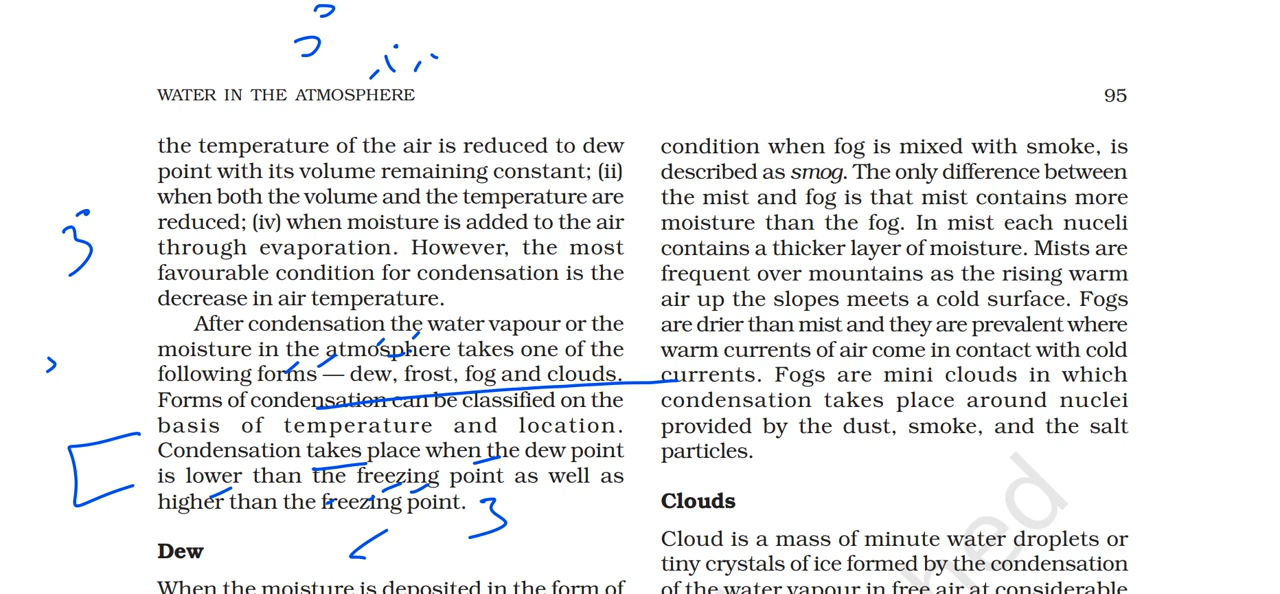 WATER IN THE ATMOSPHERE
95
the temperature of the air is reduced to dew
point with its volume remaining constant; (ii)
when both the volume and the temperature are
reduced; (iv) when moisture is added to the air
through evaporation. However, the most
favourable condition for condensation is the
decrease in air temperature.
After condensation the water vapour or the
moisture in the atmosphere takes one of the
following forms — dew, frost, fog and clouds.
Forms of condensation can be classified on the
basis of temperature and location.
Condensation takes place when the dew point
is lower than the freezing point as well as
higher than the freezing point.
3
Dew
When the moisture is deposited in the form of
condition when fog is mixed with smoke, is
described as smog. The only difference between
the mist and fog is that mist contains more
moisture than the fog. In mist each nuceli
contains a thicker layer of moisture. Mists are
frequent over mountains as the rising warm
air up the slopes meets a cold surface. Fogs
are drier than mist and they are prevalent where
warm currents of air come in contact with cold
currents. Fogs are mini clouds in which
condensation takes place around nuclei
provided by the dust, smoke, and the salt
particles.
Clouds
Cloud is a mass of minute water droplets or
tiny crystals of ice formed by the condensation
of the water vapour in free air at considerable
hed